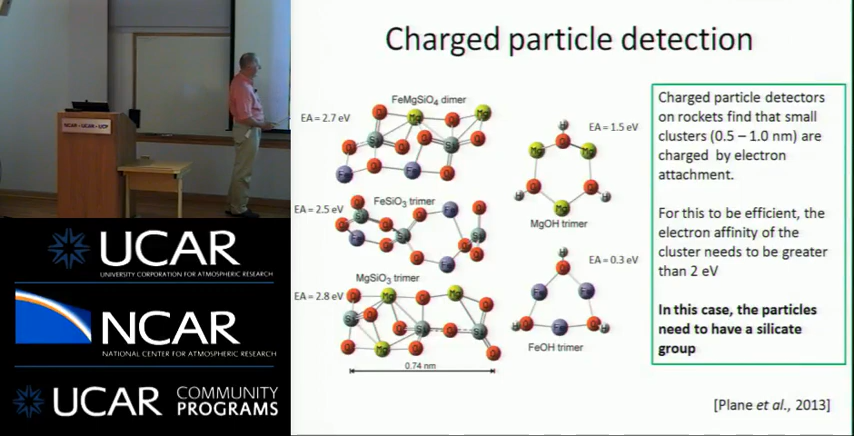 Charged particle detection
FeMgSiO₄ dimer
EA = 2.7 eV
EA = 1.5 eV
MgOH trimer
FeSiO₃ trimer
EA = 2.5 eV
EA = 0.3 eV
FeOH trimer
MgSiO₃ trimer
EA = 2.8 eV
0.74 nm
Charged particle detectors
on rockets find that small
clusters (0.5 – 1.0 nm) are
charged by electron
attachment.
For this to be efficient, the
electron affinity of the
cluster needs to be greater
than 2 eV
In this case, the particles
need to have a silicate
group
[Plane et al., 2013]
NCAR • UCAR • UCP
UCAR
UNIVERSITY CORPORATION FOR ATMOSPHERIC RESEARCH
NCAR
NATIONAL CENTER FOR ATMOSPHERIC RESEARCH
UCAR COMMUNITY
PROGRAMS